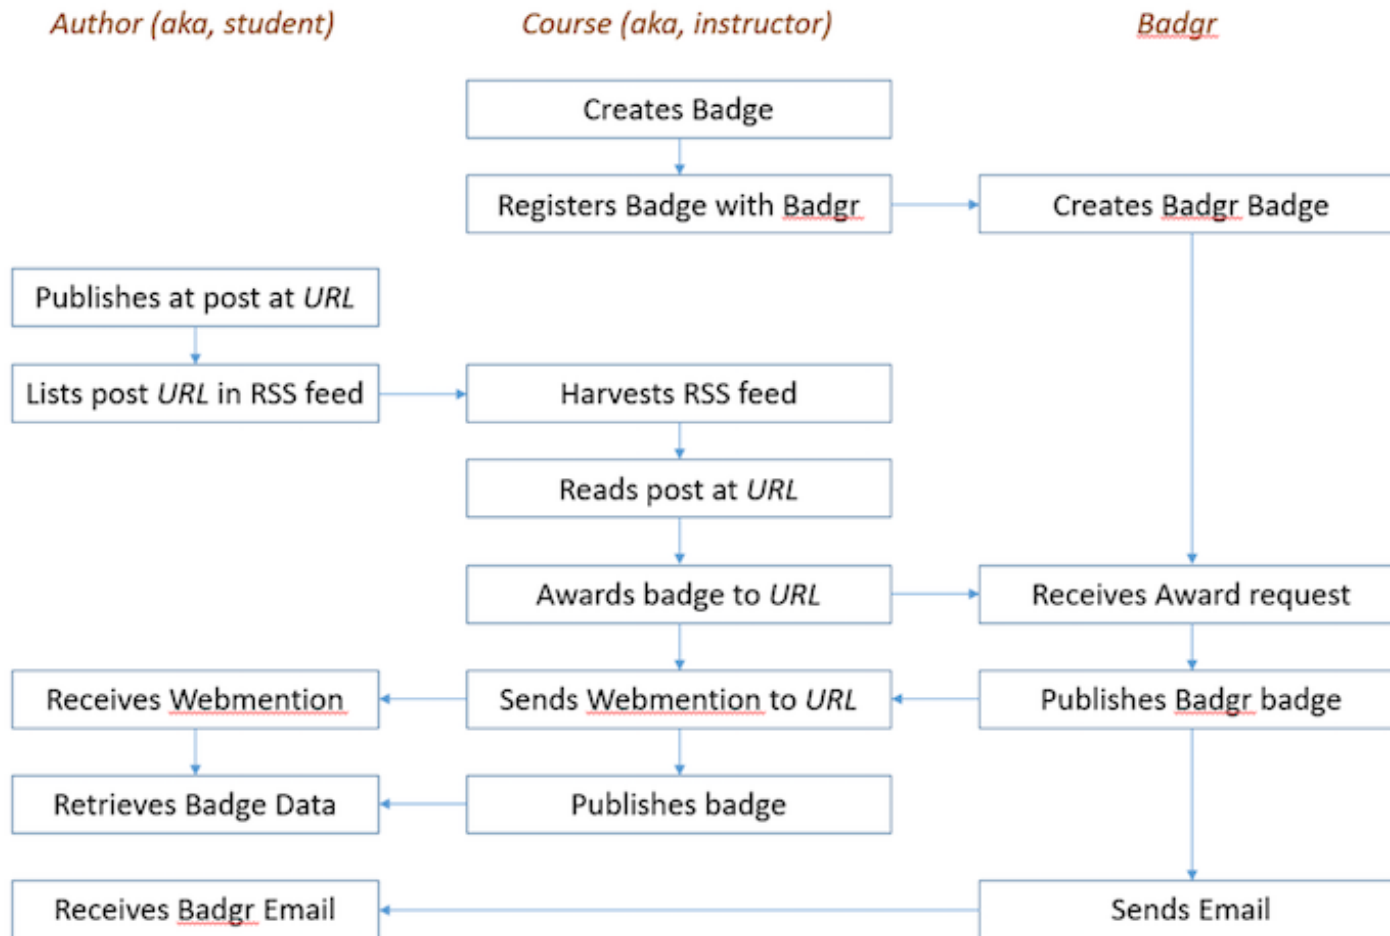 Author (aka, student)
Course (aka, instructor)
Badgr
Creates Badge
Registers Badge with Badgr
Creates Badgr Badge
Publishes at post at URL
Lists post URL in RSS feed
Harvests RSS feed
Reads post at URL
Awards badge to URL
Receives Award request
Receives Webmention
Sends Webmention to URL
Publishes Badgr badge
Retrieves Badge Data
Publishes badge
Receives Badgr Email
Sends Email